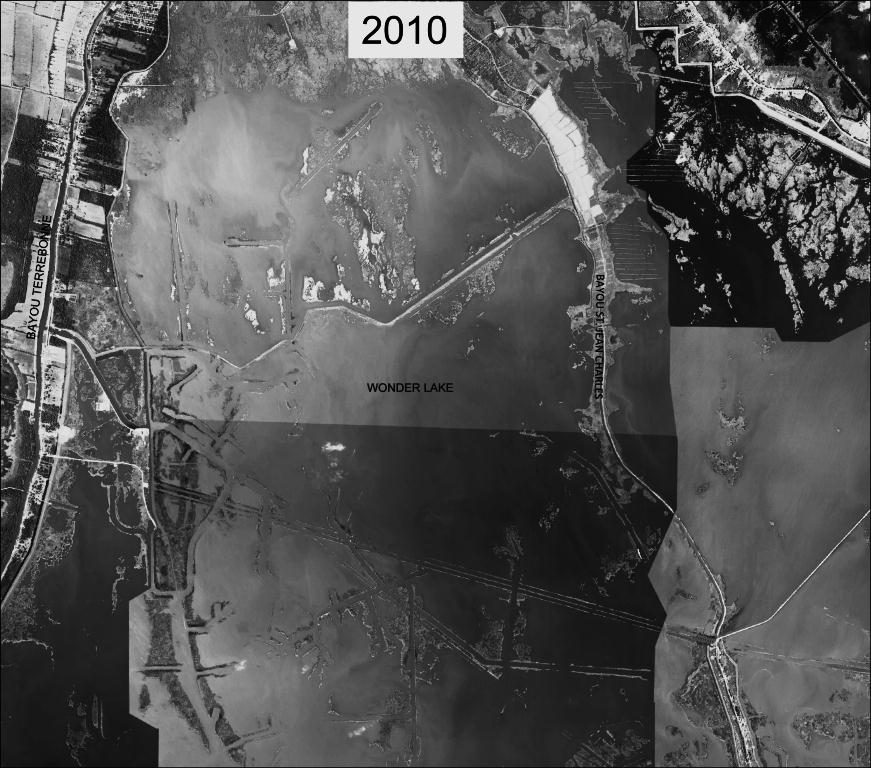 2010
BAYOU TERREBONNE
BAYOU ST. JEAN CHARLES
WONDER LAKE